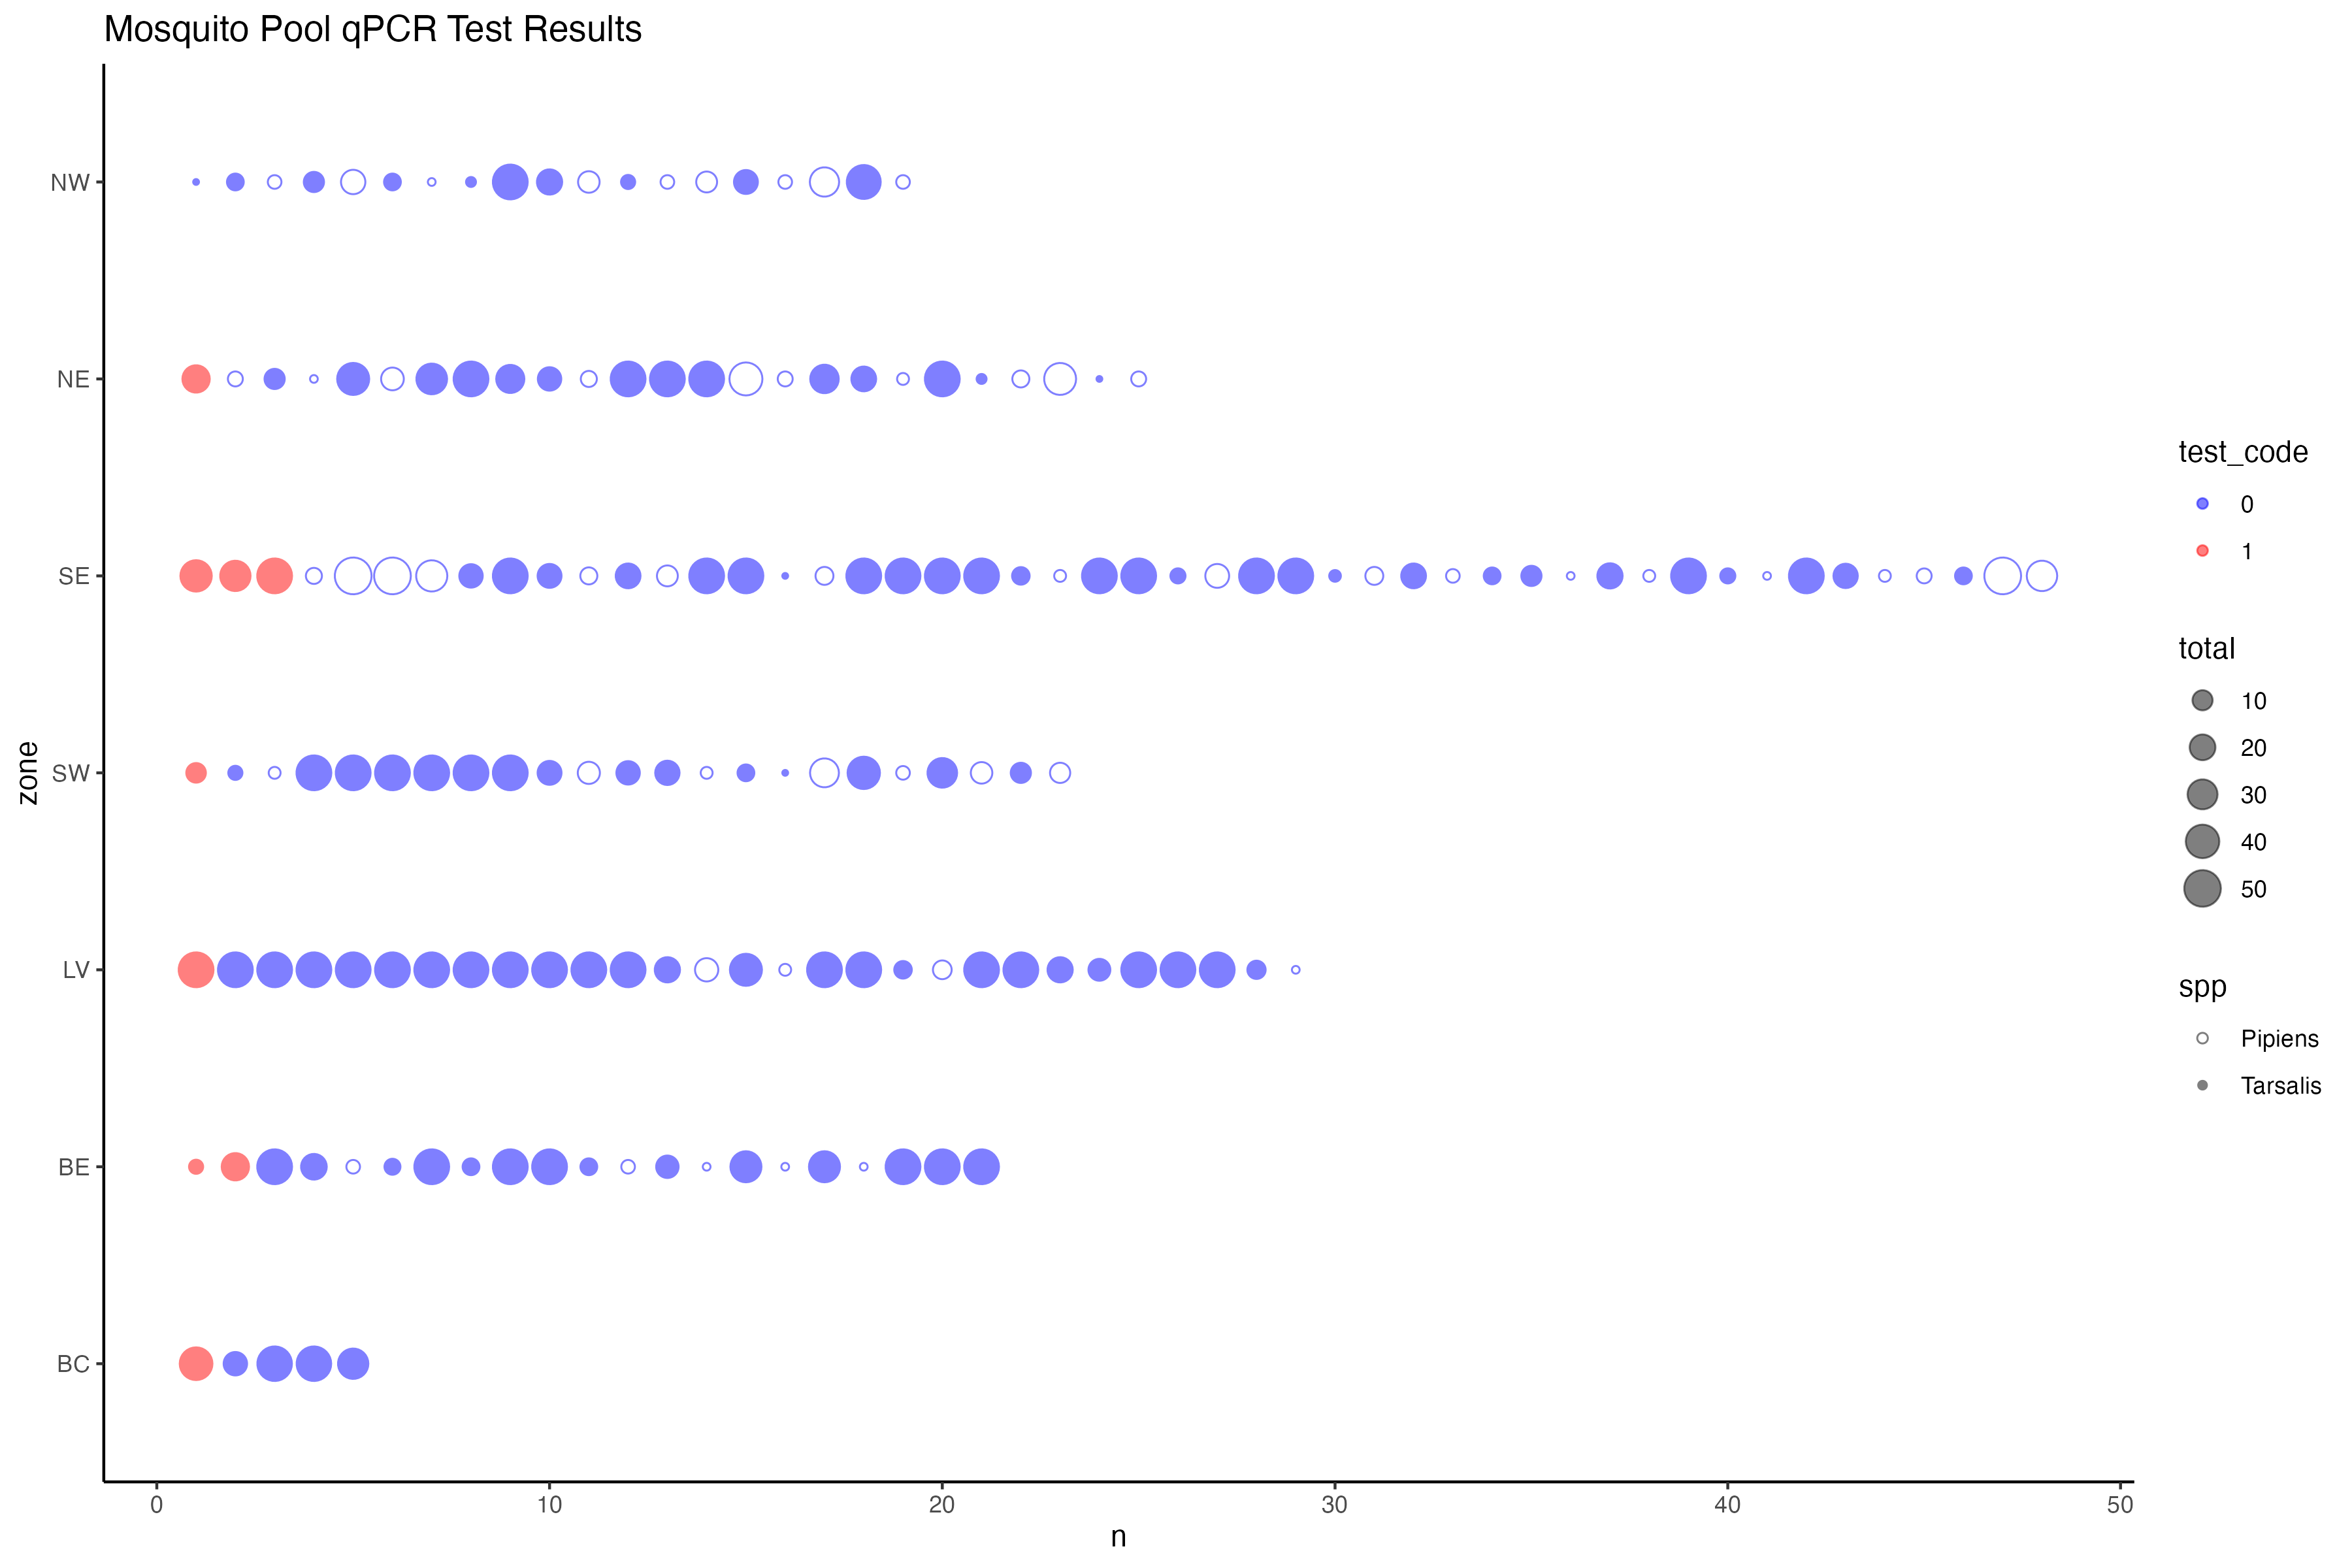 Mosquito Pool qPCR Test Results
zone
NW
NE
SE
SW
LV
BE
BC
0 10 20 30 40 50
n
test_code
0
1
total
10
20
30
40
50
spp
Pipiens
Tarsalis